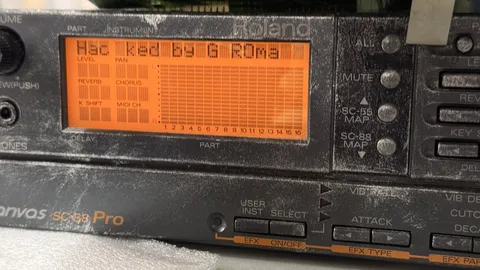 Roland
PART INSTRUMENT
Hac ked by G ROma
LEVEL PAN
REVERB CHORUS
K SHIFT MIDI CH
1 2 3 4 5 6 7 8 9 10 11 12 13 14 15 16
DELAY
PART
ALL
MUTE
SC-55
MAP
SC-88
MAP
KEY
SC-88 Pro
USER
INST
SELECT
EFX ON/OFF
ATTACK
EFX TYPE